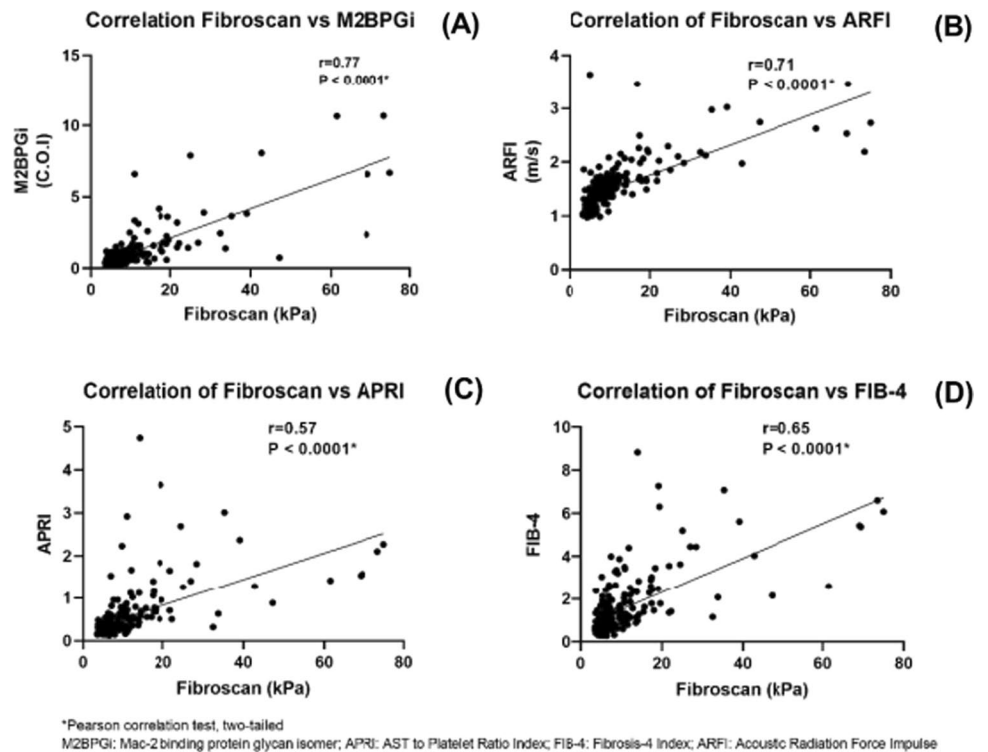 Correlation Fibroscan vs M2BPGi
(A)
r=0.77
P < 0.0001*
15
10
5
0
M2BPGi
(C.O.I)
0 20 40 60 80
Fibroscan (kPa)
Correlation of Fibroscan vs ARFI
(B)
r=0.71
P < 0.0001*
4
3
2
1
0
ARFI
(m/s)
0 20 40 60 80
Fibroscan (kPa)
Correlation of Fibroscan vs APRI
(C)
r=0.57
P < 0.0001*
5
4
3
2
1
0
APRI
0 20 40 60 80
Fibroscan (kPa)
Correlation of Fibroscan vs FIB-4
(D)
r=0.65
P < 0.0001*
10
8
6
4
2
0
FIB-4
0 20 40 60 80
Fibroscan (kPa)
*Pearson correlation test, two-tailed
M2BPGi: Mac-2 binding protein glycan isomer; APRI: AST to Platelet Ratio Index; FIB-4: Fibrosis-4 Index; ARFI: Accustic Radiation Force Impulse